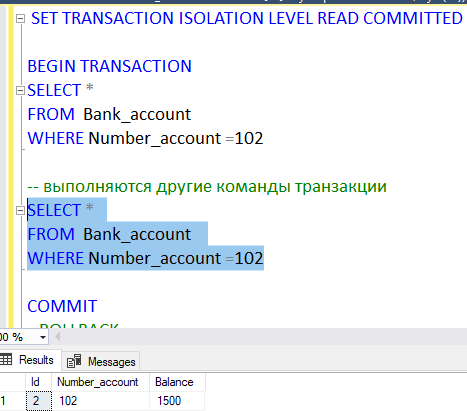 SET TRANSACTION ISOLATION LEVEL READ COMMITTED
BEGIN TRANSACTION
SELECT *
FROM Bank_account
WHERE Number_account =102
-- выполняются другие команды транзакции
SELECT *
FROM Bank_account
WHERE Number_account =102
COMMIT
ROLLBACK
00 %
Results Messages
Id Number_account Balance
1 2 102 1500